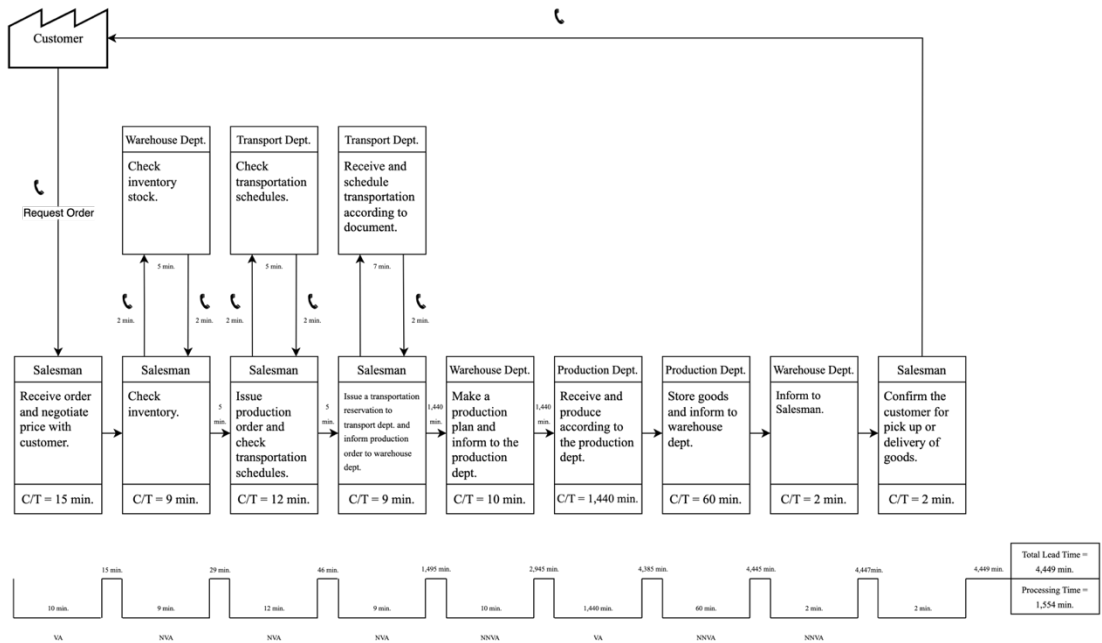 Customer
Request Order
Warehouse Dept.
Check
inventory
stock.
Transport Dept.
Check
transportation
schedules.
Transport Dept.
Receive and
schedule
transportation
according to
document.
5 min.
5 min.
7 min.
2 min.
2 min.
2 min.
2 min.
2 min.
Salesman
Receive order
and negotiate
price with
customer.
C/T = 15 min.
Salesman
Check
inventory.
C/T = 9 min.
5
min.
Salesman
Issue
production
order and
check
transportation
schedules.
C/T = 12 min.
5
min.
Salesman
Issue a transportation
reservation to
transport dept. and
inform production
order to warehouse
dept.
C/T = 9 min.
1,440
min.
Warehouse Dept.
Make a
production
plan and
inform to the
production
dept.
C/T = 10 min.
1,440
min.
Production Dept.
Receive and
produce
according to
the production
dept.
C/T = 1,440 min.
Production Dept.
Store goods
and inform to
warehouse
dept.
C/T = 60 min.
Warehouse Dept.
Inform to
Salesman.
C/T = 2 min.
Salesman
Confirm the
customer for
pick up or
delivery of
goods.
C/T = 2 min.
15 min.
29 min.
46 min.
1,495 min.
2,945 min.
4,385 min.
4,445 min.
4,447min.
4,449 min.
Total Lead Time =
4,449 min.
Processing Time =
1,554 min.
10 min.
9 min.
12 min.
9 min.
10 min.
1,440 min.
60 min.
2 min.
2 min.
VA
NVA
NVA
NVA
NNVA
VA
NNVA
NNVA